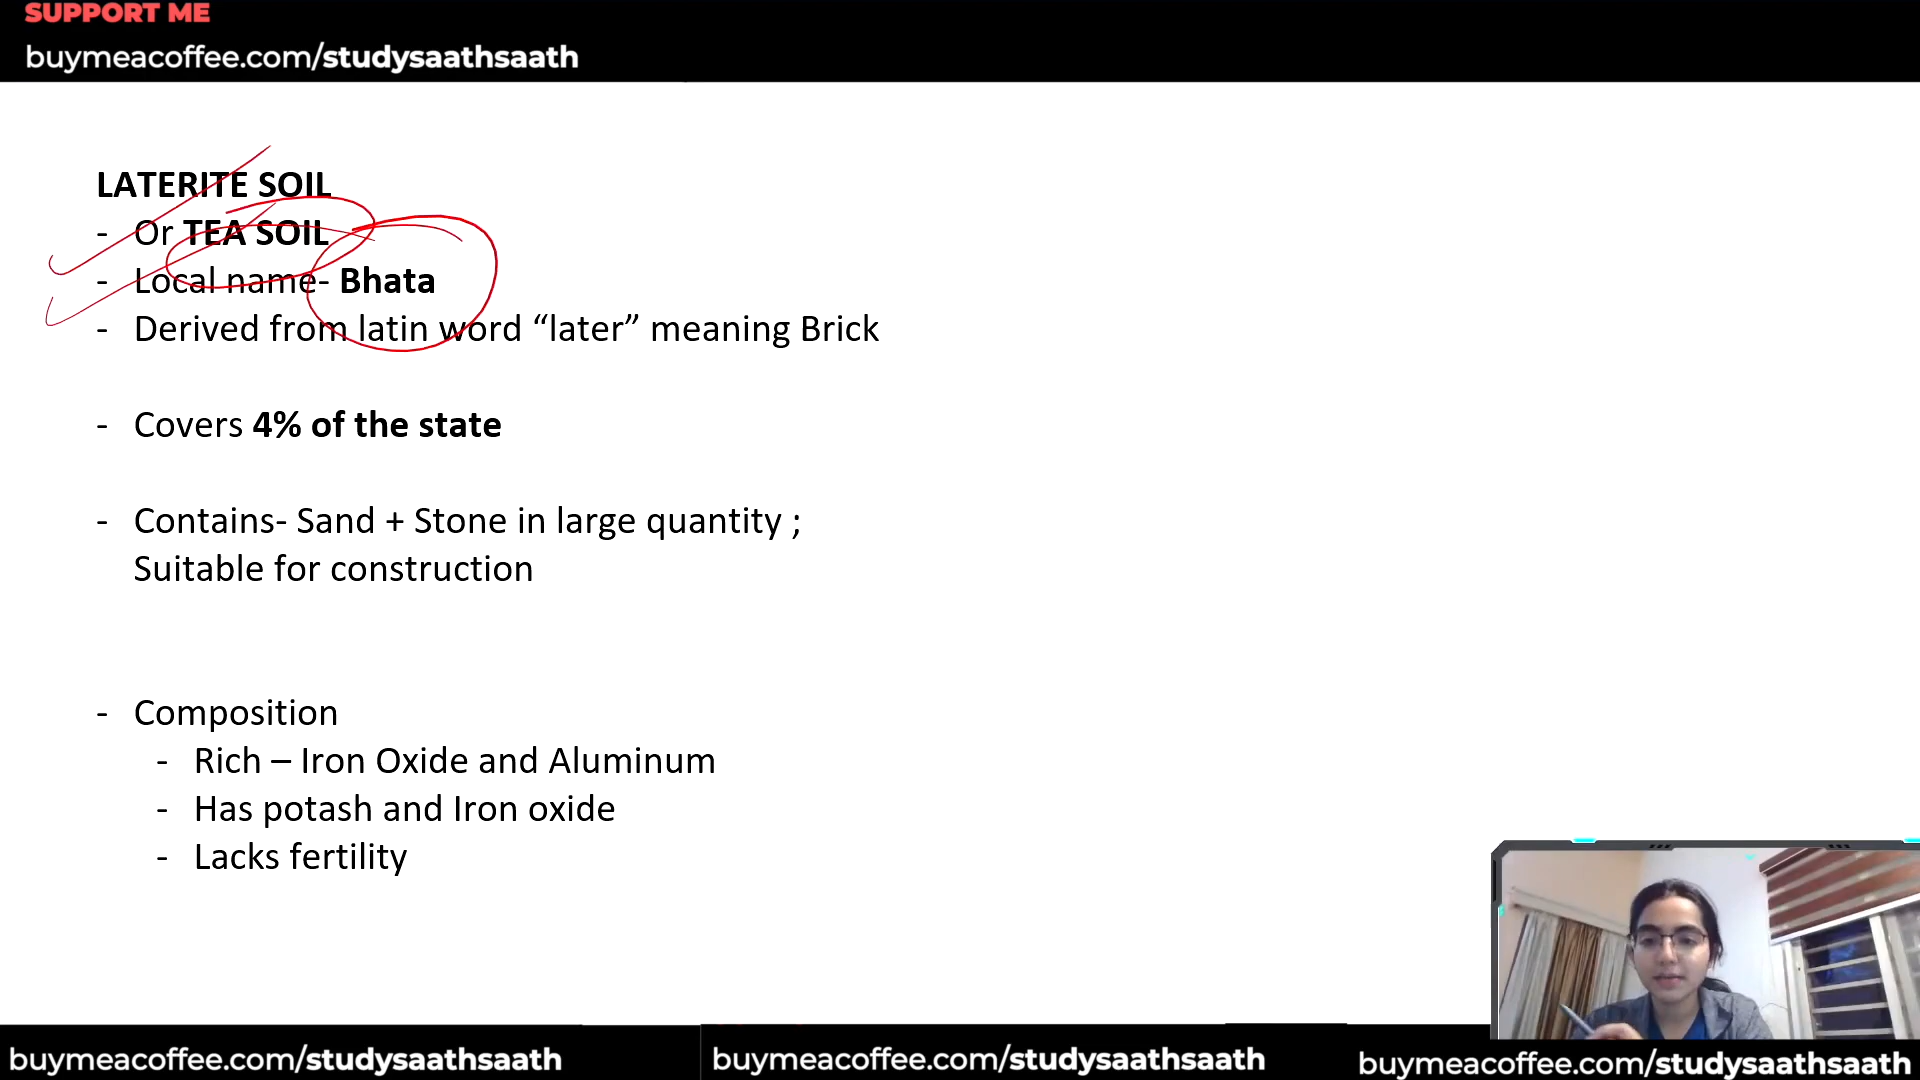 SUPPORT ME
buymeacoffee.com/studysaathsaath
LATERITE SOIL
- Or TEA SOIL
- Local name- Bhata
- Derived from latin word “later” meaning Brick
- Covers 4% of the state
- Contains- Sand + Stone in large quantity ;
Suitable for construction
- Composition
- Rich – Iron Oxide and Aluminum
- Has potash and Iron oxide
- Lacks fertility
buymeacoffee.com/studysaathsaath
buymeacoffee.com/studysaathsaath
buymeacoffee.com/studysaathsaath